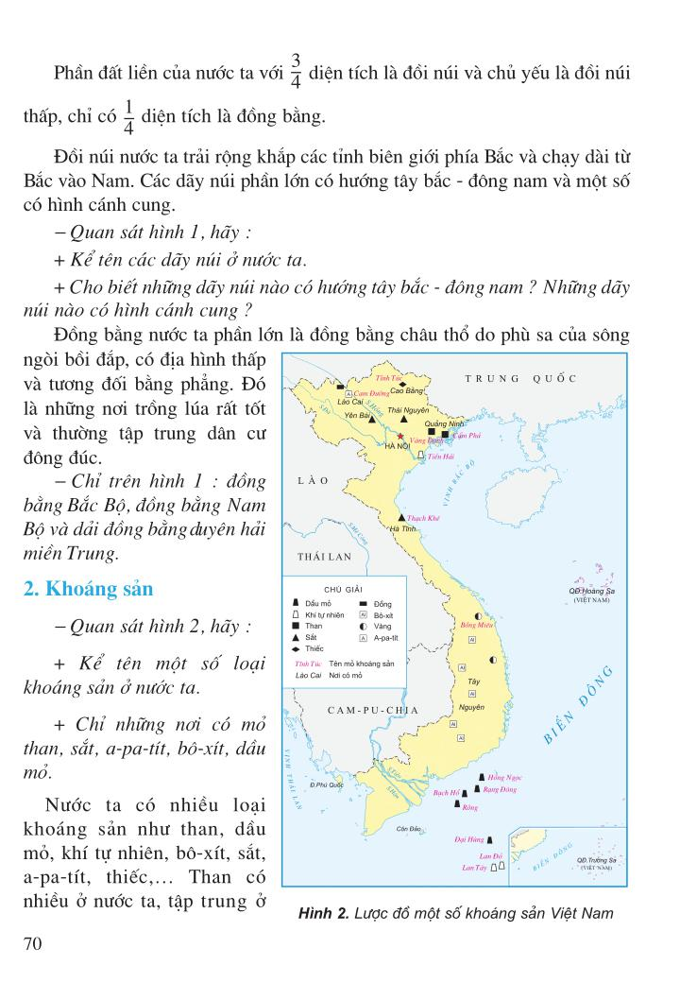 Phần đất liền của nước ta với 3/4 diện tích là đồi núi và chủ yếu là đồi núi
thấp, chỉ có 1/4 diện tích là đồng bằng.
Đồi núi nước ta trải rộng khắp các tỉnh biên giới phía Bắc và chạy dài từ
Bắc vào Nam. Các dãy núi phần lớn có hướng tây bắc - đông nam và một số
có hình cánh cung.
– Quan sát hình 1, hãy :
+ Kể tên các dãy núi ở nước ta.
+ Cho biết những dãy núi nào có hướng tây bắc - đông nam ? Những dãy
núi nào có hình cánh cung ?
Đồng bằng nước ta phần lớn là đồng bằng châu thổ do phù sa của sông
ngòi bồi đắp, có địa hình thấp
và tương đối bằng phẳng. Đó
là những nơi trồng lúa rất tốt
và thường tập trung dân cư
đông đúc.
– Chỉ trên hình 1 : đồng
bằng Bắc Bộ, đồng bằng Nam
Bộ và dải đồng bằng duyên hải
miền Trung.
2. Khoáng sản
– Quan sát hình 2, hãy :
+ Kể tên một số loại
khoáng sản ở nước ta.
+ Chỉ những nơi có mỏ
than, sắt, a-pa-tít, bô-xít, dầu
mỏ.
Nước ta có nhiều loại
khoáng sản như than, dầu
mỏ, khí tự nhiên, bô-xít, sắt,
a-pa-tít, thiếc,... Than có
nhiều ở nước ta, tập trung ở
TRUNG QUỐC
Tĩnh Túc
Cao Bằng
A
Cam Đường
Lào Cai
Thái Nguyên
Yên Bái
S.Đà
S.Hồng
Quảng Ninh
Vàng Danh
Cẩm Phả
HÀ NỘI
Tiền Hải
LÀO
VỊNH BẮC BỘ
Thạch Khê
Hà Tĩnh
S.Mê Công
THÁI LAN
CHÚ GIẢI
Dầu mỏ
Đồng
Khí tự nhiên
Al
Bô-xít
Than
Vàng
Sắt
A
A-pa-tít
Thiếc
Tĩnh Túc
Tên mỏ khoáng sản
Lào Cai
Nơi có mỏ
QĐ.Hoàng Sa
(VIỆT NAM)
Bồng Miêu
Al
Al
Tây
Al
Nguyên
Al
Al
CAM-PU-CHIA
BIỂN ĐÔNG
VỊNH THÁI LAN
Đ.Phú Quốc
S.Tiền
S.Hậu
Hồng Ngọc
Rạng Đông
Bạch Hổ
Rồng
Côn Đảo
Đại Hùng
Lan Đỏ
Lan Tây
BIỂN ĐÔNG
QĐ.Trường Sa
(VIỆT NAM)
Hình 2. Lược đồ một số khoáng sản Việt Nam
70